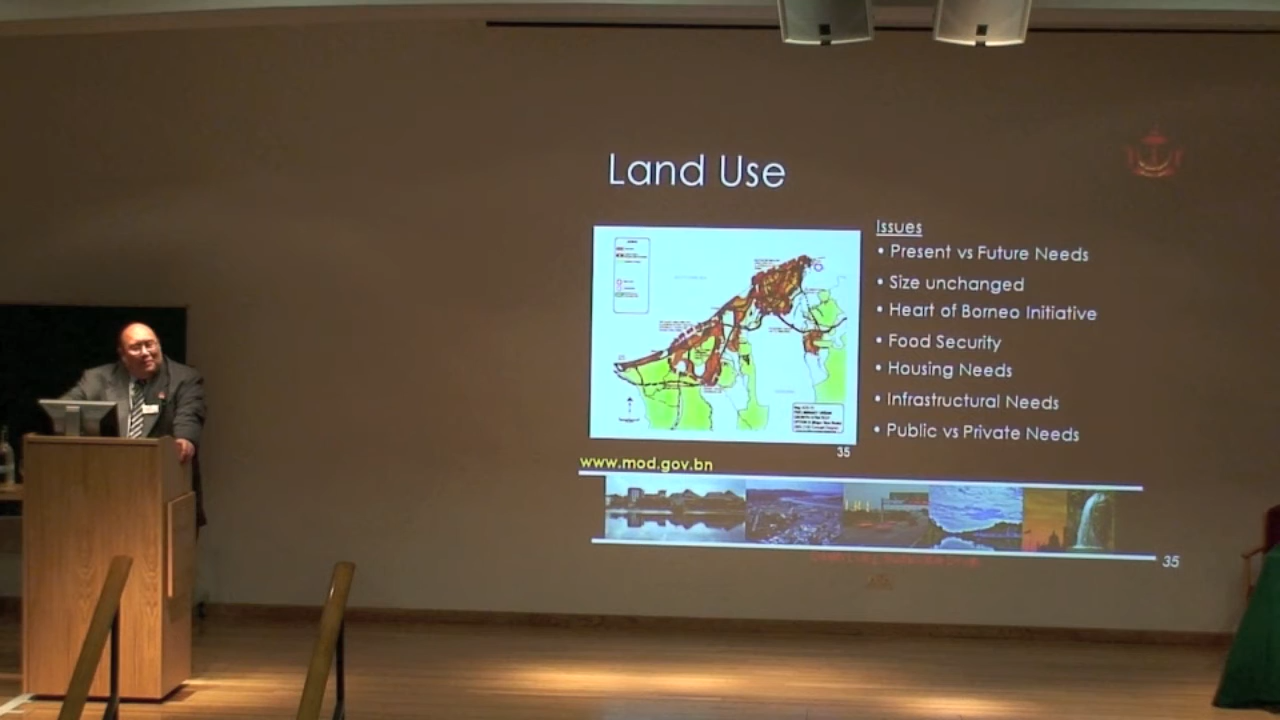 Land Use
Issues
• Present vs Future Needs
• Size unchanged
• Heart of Borneo Initiative
• Food Security
• Housing Needs
• Infrastructural Needs
• Public vs Private Needs
35
www.mod.gov.bn
35